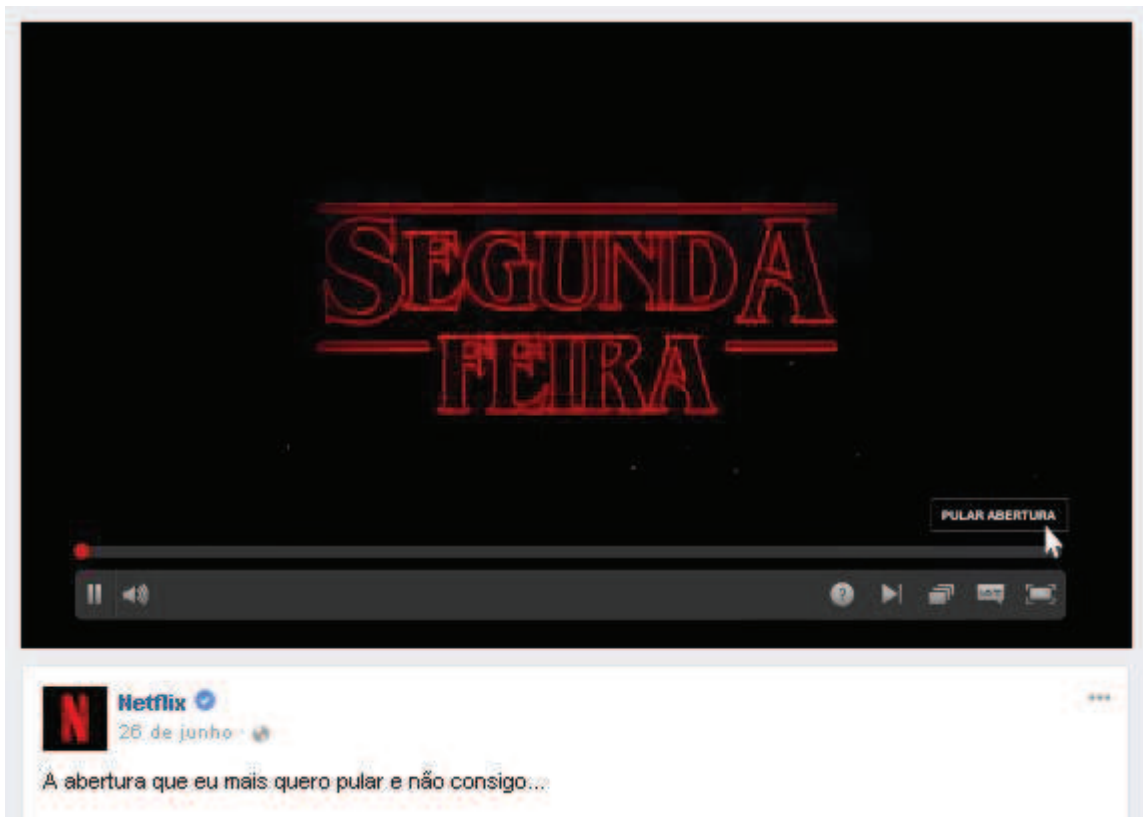 SEGUNDA
FEIRA
PULAR ABERTURA
?
N
Netflix
26 de junho
A abertura que eu mais quero pular e não consigo...